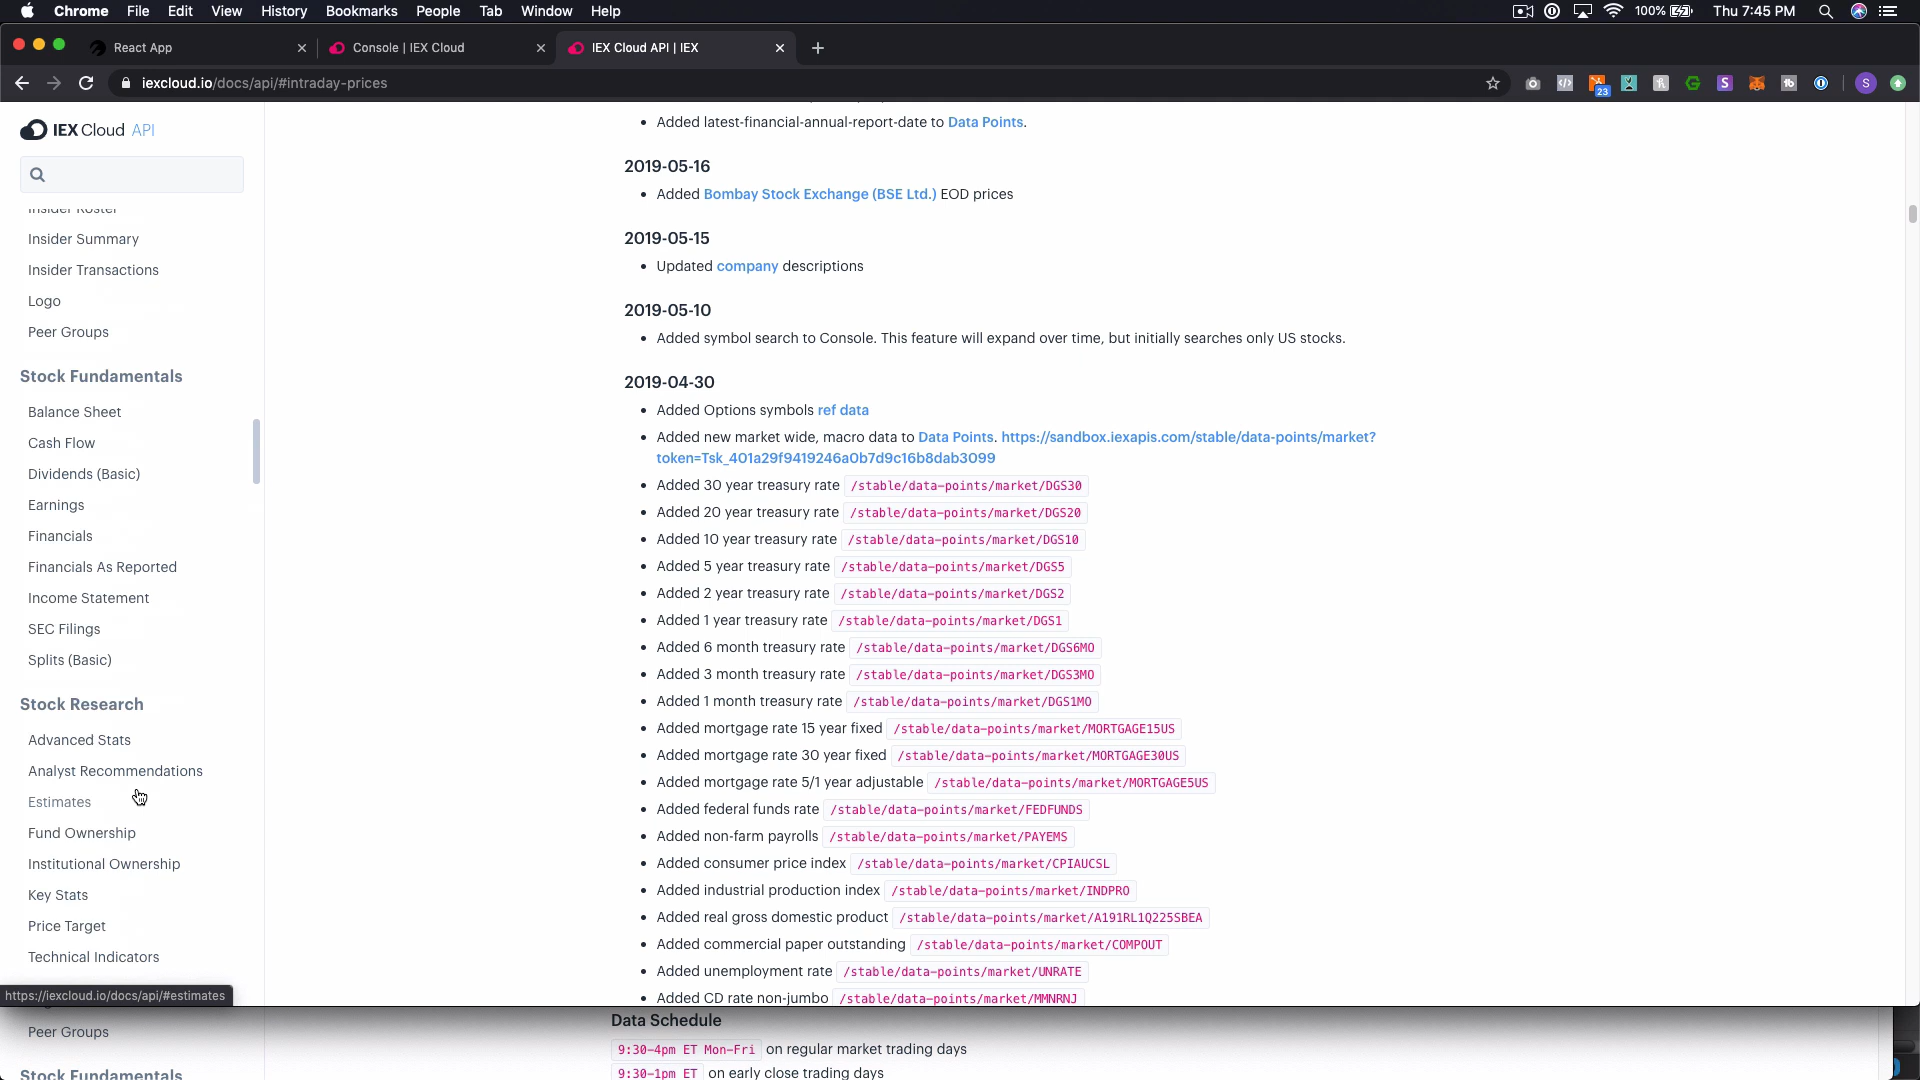 Chrome File Edit View History Bookmarks People Tab Window Help 100% Thu 7:45 PM
React App Console | IEX Cloud IEX Cloud API | IEX
iexcloud.io/docs/api/#intraday-prices 23 S S
IEX Cloud API
Insider Roster
Insider Summary
Insider Transactions
Logo
Peer Groups
Stock Fundamentals
Balance Sheet
Cash Flow
Dividends (Basic)
Earnings
Financials
Financials As Reported
Income Statement
SEC Filings
Splits (Basic)
Stock Research
Advanced Stats
Analyst Recommendations
Estimates
Fund Ownership
Institutional Ownership
Key Stats
Price Target
Technical Indicators
https://iexcloud.io/docs/api/#estimates
Peer Groups
Stock Fundamentals
Added latest-financial-annual-report-date to Data Points.
2019-05-16
Added Bombay Stock Exchange (BSE Ltd.) EOD prices
2019-05-15
Updated company descriptions
2019-05-10
Added symbol search to Console. This feature will expand over time, but initially searches only US stocks.
2019-04-30
Added Options symbols ref data
Added new market wide, macro data to Data Points. https://sandbox.iexapis.com/stable/data-points/market?
token=Tsk_401a29f9419246a0b7d9c16b8dab3099
Added 30 year treasury rate /stable/data-points/market/DGS30
Added 20 year treasury rate /stable/data-points/market/DGS20
Added 10 year treasury rate /stable/data-points/market/DGS10
Added 5 year treasury rate /stable/data-points/market/DGS5
Added 2 year treasury rate /stable/data-points/market/DGS2
Added 1 year treasury rate /stable/data-points/market/DGS1
Added 6 month treasury rate /stable/data-points/market/DGS6MO
Added 3 month treasury rate /stable/data-points/market/DGS3MO
Added 1 month treasury rate /stable/data-points/market/DGS1MO
Added mortgage rate 15 year fixed /stable/data-points/market/MORTGAGE15US
Added mortgage rate 30 year fixed /stable/data-points/market/MORTGAGE30US
Added mortgage rate 5/1 year adjustable /stable/data-points/market/MORTGAGE5US
Added federal funds rate /stable/data-points/market/FEDFUNDS
Added non-farm payrolls /stable/data-points/market/PAYEMS
Added consumer price index /stable/data-points/market/CPIAUCSL
Added industrial production index /stable/data-points/market/INDPRO
Added real gross domestic product /stable/data-points/market/A191RL1Q225SBEA
Added commercial paper outstanding /stable/data-points/market/COMPOUT
Added unemployment rate /stable/data-points/market/UNRATE
Added CD rate non-jumbo /stable/data-points/market/MMNRNJ
Data Schedule
9:30-4pm ET Mon-Fri on regular market trading days
9:30-1pm ET on early close trading days